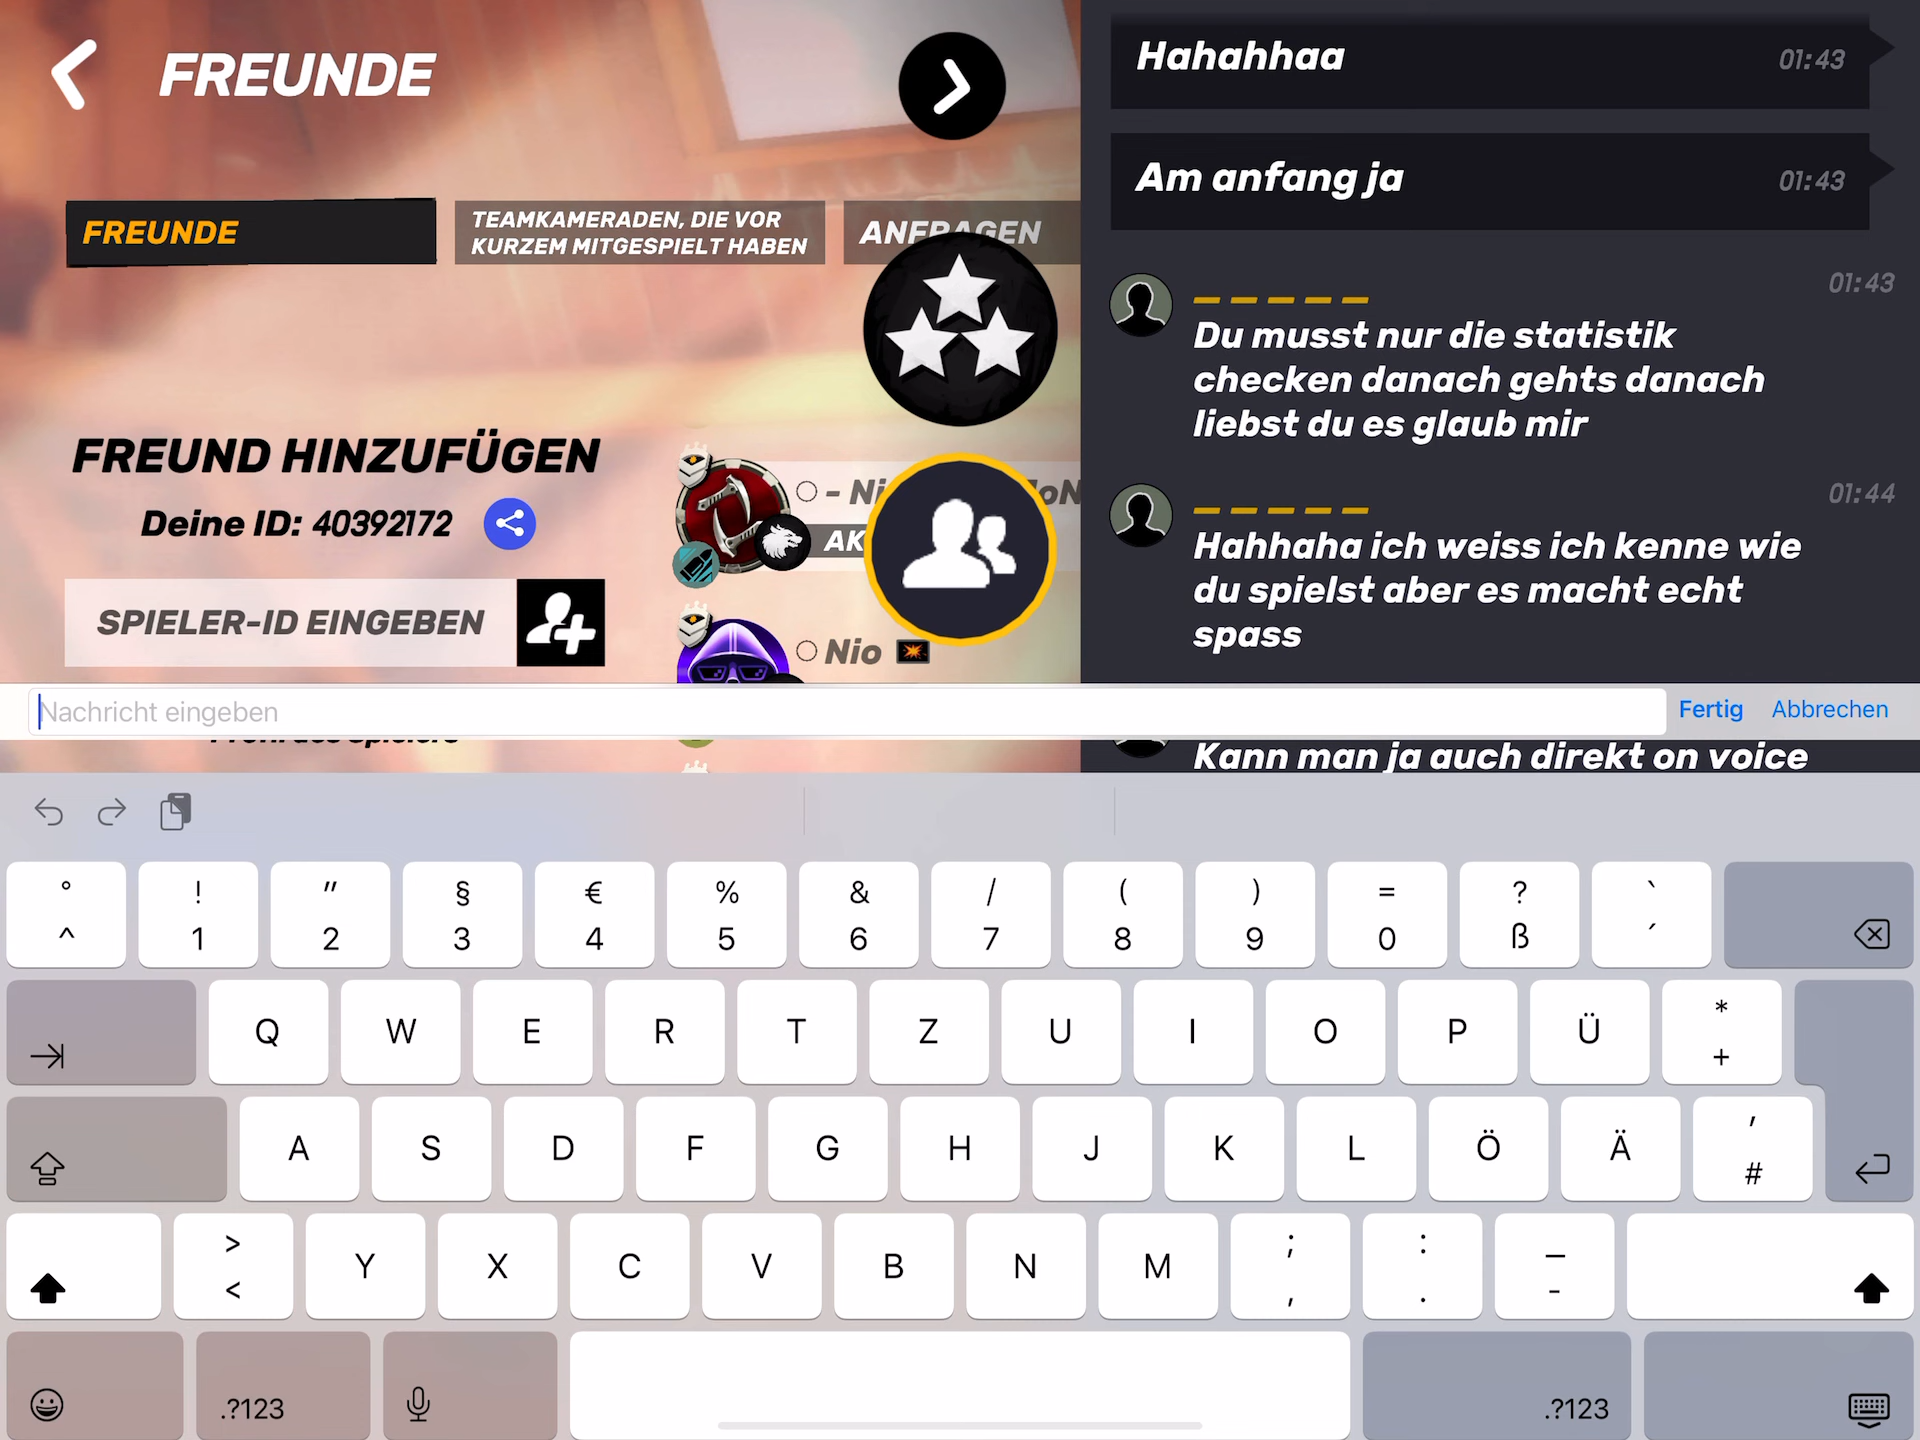 FREUNDE
FREUNDE
TEAMKAMERADEN, DIE VOR
KURZEM MITGESPIELT HABEN
ANFRAGEN
FREUND HINZUFÜGEN
Deine ID: 40392172
SPIELER-ID EINGEBEN
- Ni
oN
AK
Nio
Hahahhaa 01:43
Am anfang ja 01:43
01:43
_ _ _ _ _
Du musst nur die statistik
checken danach gehts danach
liebst du es glaub mir
01:44
_ _ _ _ _
Hahhaha ich weiss ich kenne wie
du spielst aber es macht echt
spass
Nachricht eingeben Fertig Abbrechen
Kann man ja auch direkt on voice
° ! " § € % & / ( ) = ? `
^ 1 2 3 4 5 6 7 8 9 0 ß ´
Q W E R T Z U I O P Ü * +
A S D F G H J K L Ö Ä ' #
> < Y X C V B N M ; , : . _ -
.?123 .?123